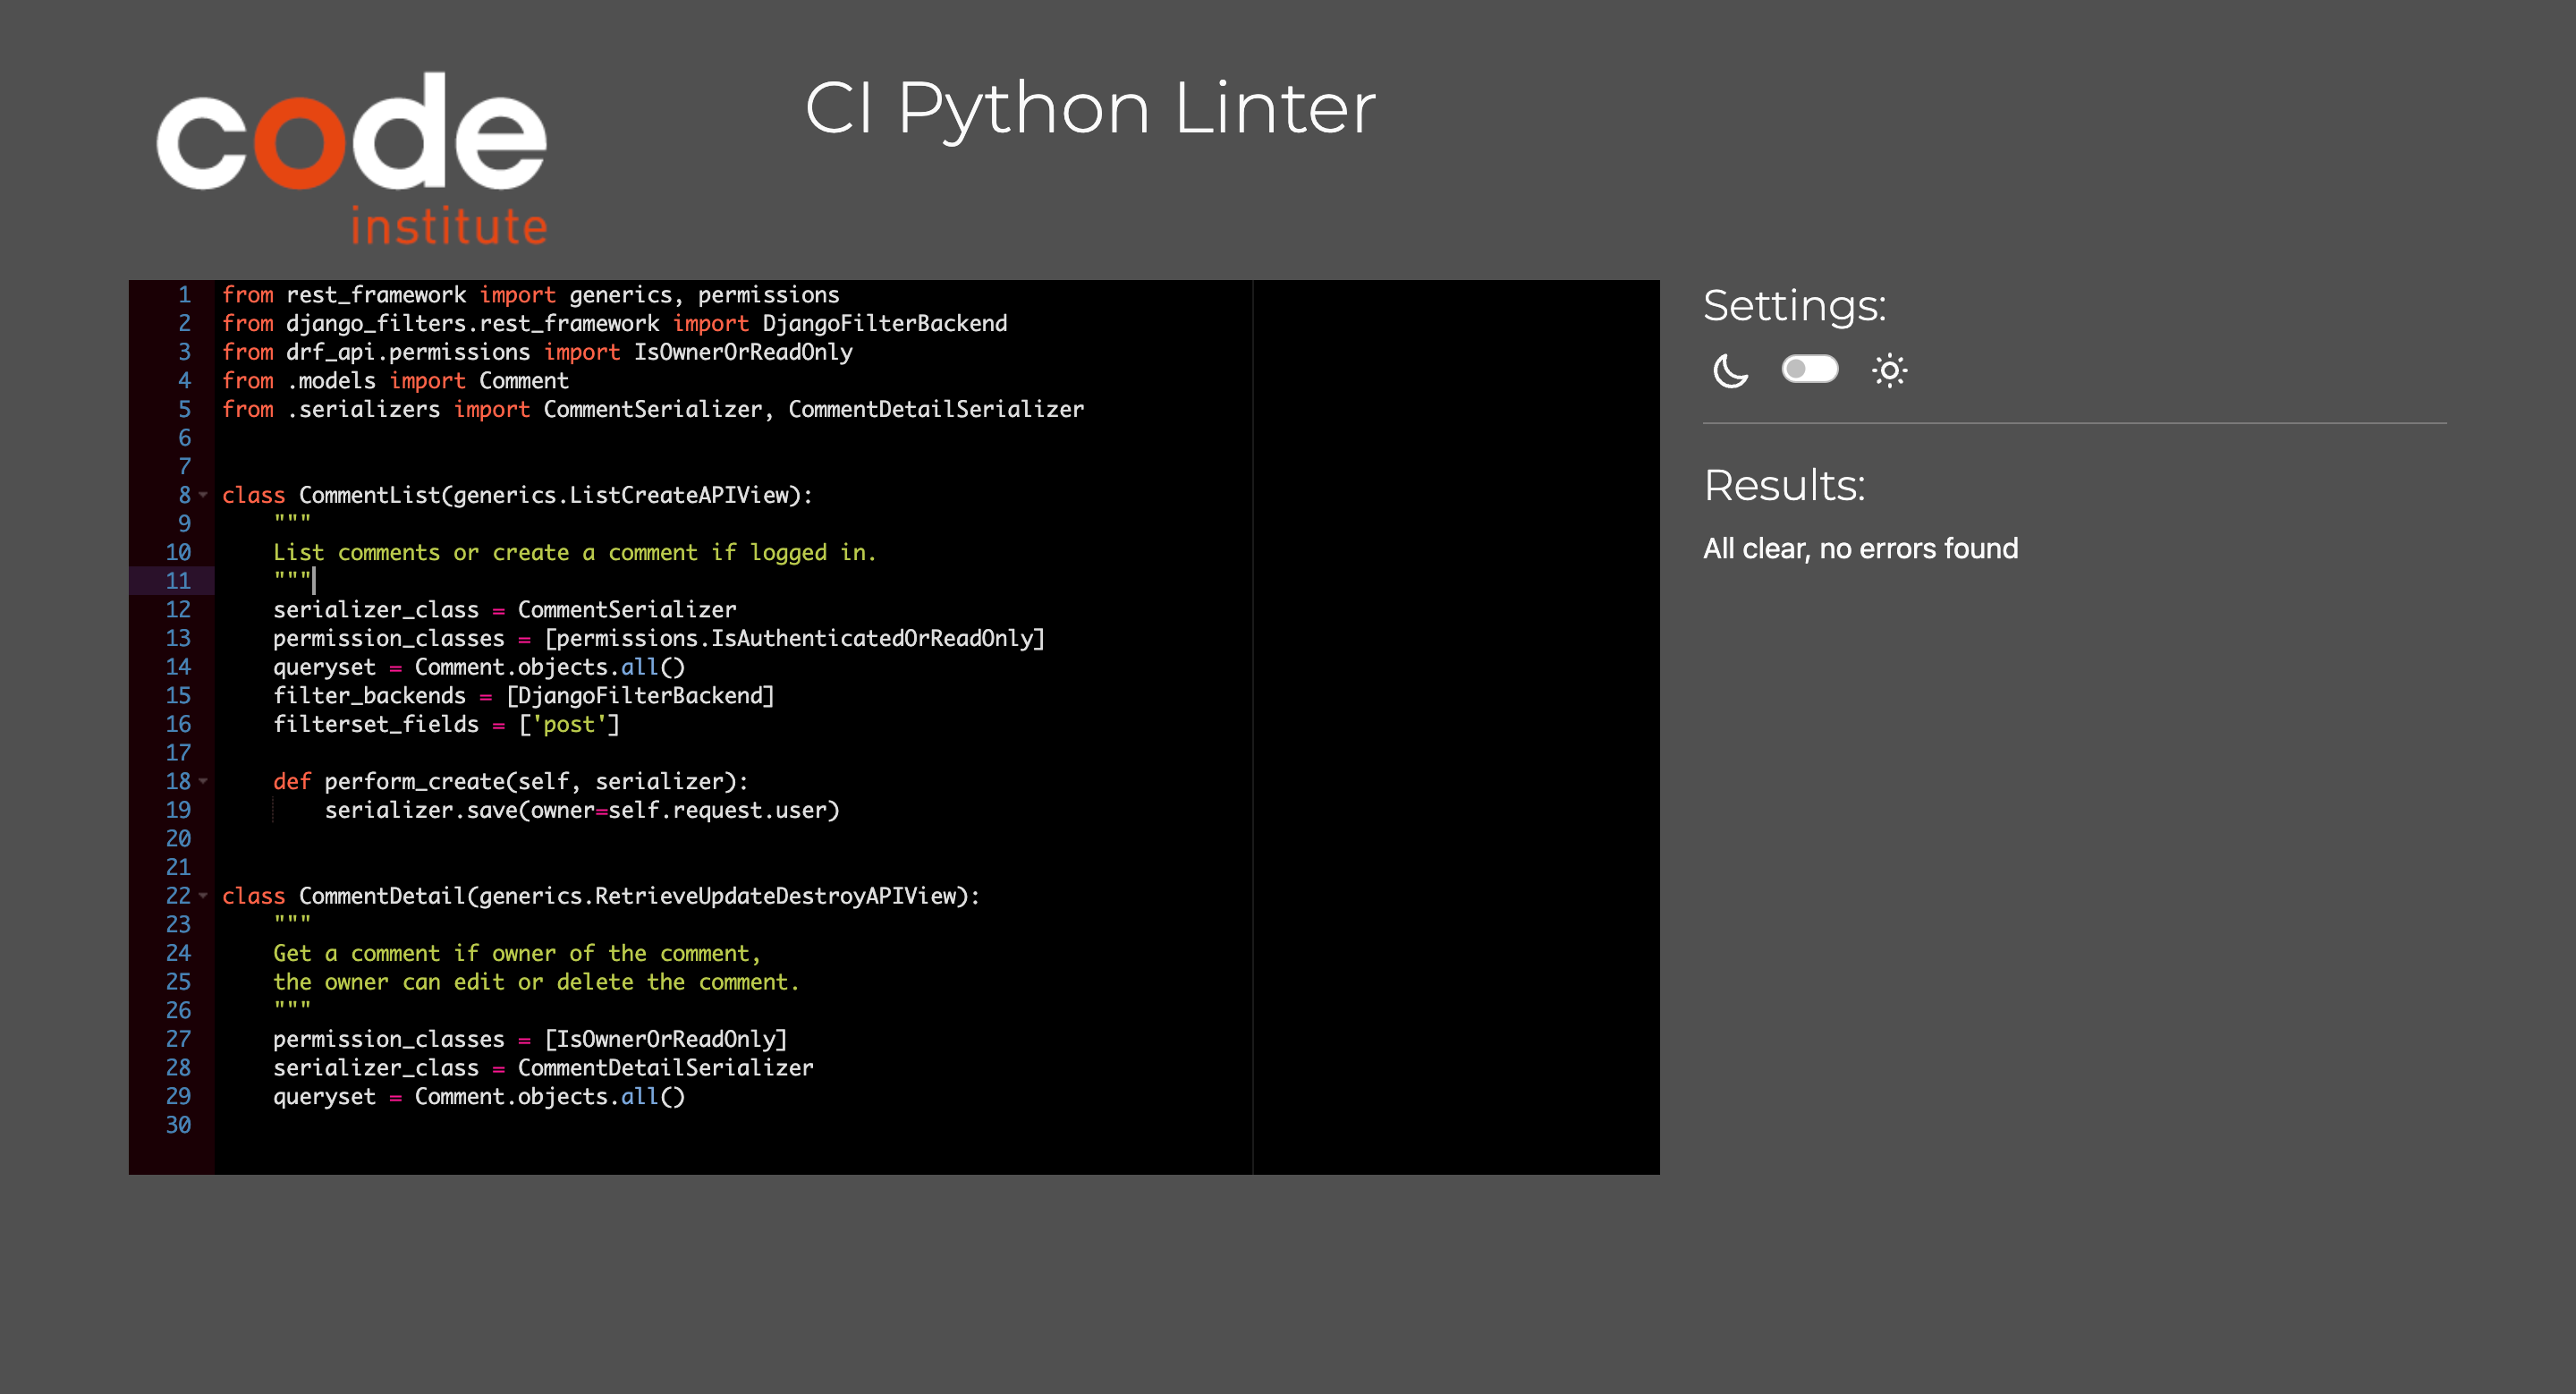 code
institute
CI Python Linter
1 from rest_framework import generics, permissions
2 from django_filters.rest_framework import DjangoFilterBackend
3 from drf_api.permissions import IsOwnerOrReadOnly
4 from .models import Comment
5 from .serializers import CommentSerializer, CommentDetailSerializer
6
7
8 class CommentList(generics.ListCreateAPIView):
9     """
10     List comments or create a comment if logged in.
11     """
12     serializer_class = CommentSerializer
13     permission_classes = [permissions.IsAuthenticatedOrReadOnly]
14     queryset = Comment.objects.all()
15     filter_backends = [DjangoFilterBackend]
16     filterset_fields = ['post']
17
18     def perform_create(self, serializer):
19         serializer.save(owner=self.request.user)
20
21
22 class CommentDetail(generics.RetrieveUpdateDestroyAPIView):
23     """
24     Get a comment if owner of the comment,
25     the owner can edit or delete the comment.
26     """
27     permission_classes = [IsOwnerOrReadOnly]
28     serializer_class = CommentDetailSerializer
29     queryset = Comment.objects.all()
30
Settings:
Results:
All clear, no errors found